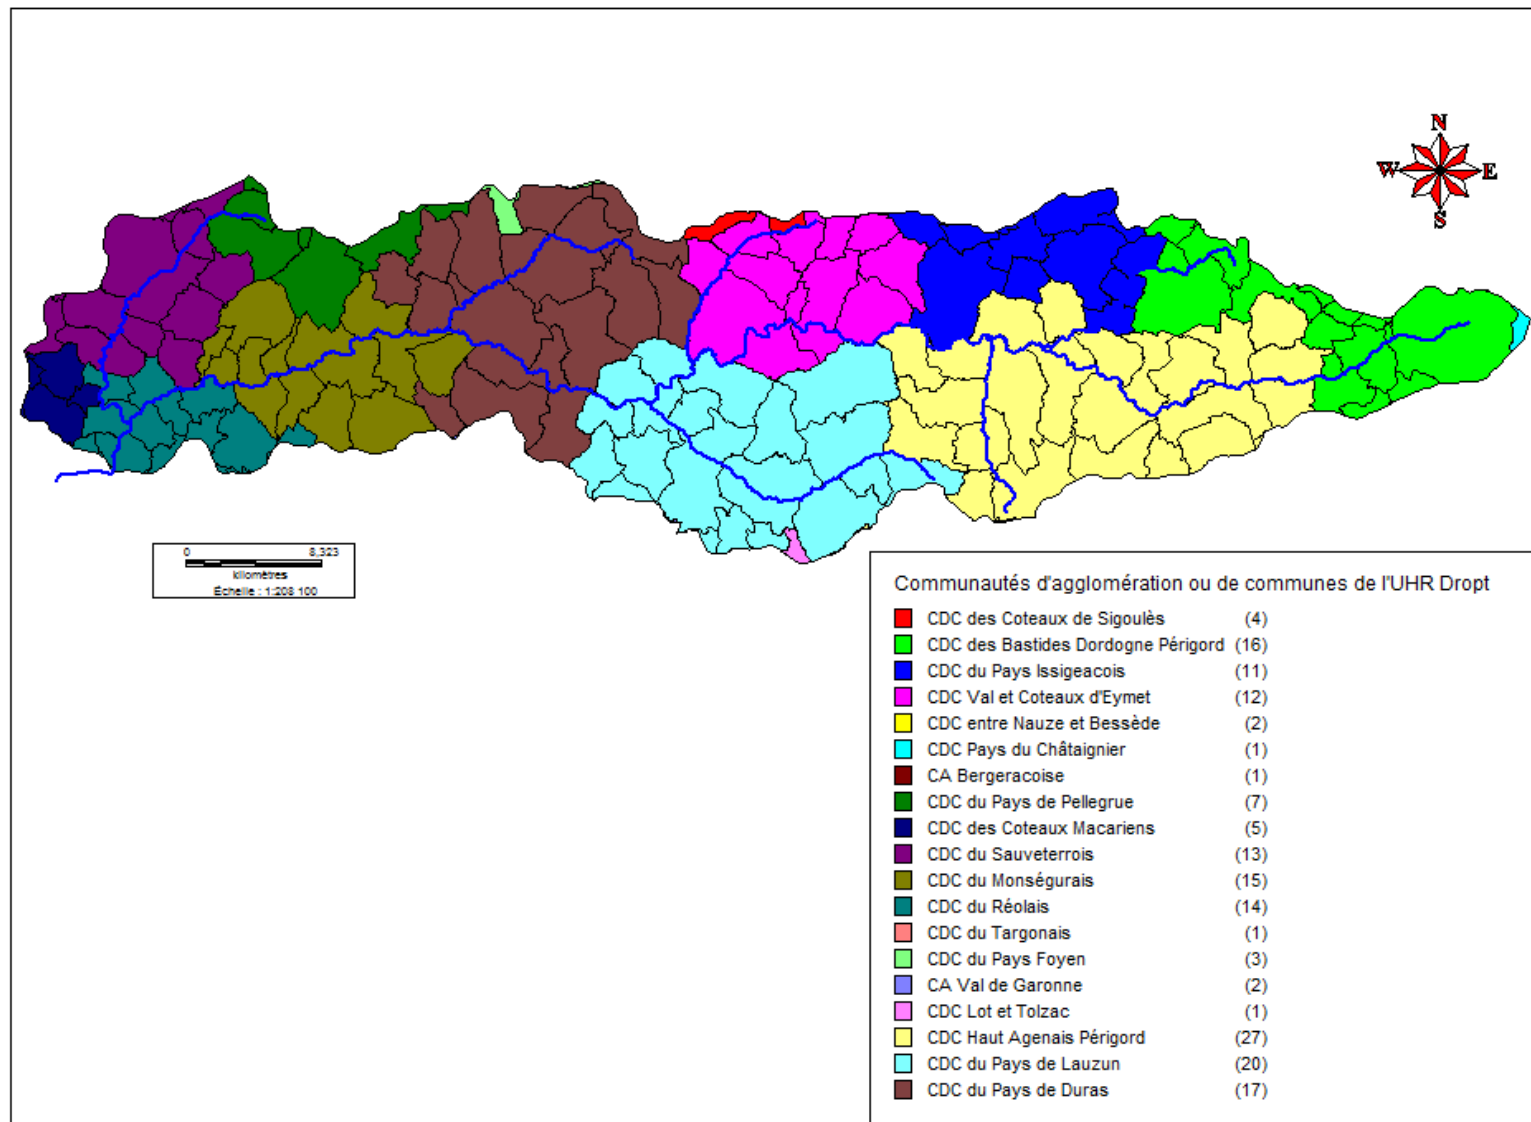 N
W E
S
0 8,323
kilomètres
Échelle : 1:208 100
Communautés d'agglomération ou de communes de l'UHR Dropt
CDC des Coteaux de Sigoulès (4)
CDC des Bastides Dordogne Périgord (16)
CDC du Pays Issigeacois (11)
CDC Val et Coteaux d'Eymet (12)
CDC entre Nauze et Bessède (2)
CDC Pays du Châtaignier (1)
CA Bergeracoise (1)
CDC du Pays de Pellegrue (7)
CDC des Coteaux Macariens (5)
CDC du Sauveterrois (13)
CDC du Monségurais (15)
CDC du Réolais (14)
CDC du Targonais (1)
CDC du Pays Foyen (3)
CA Val de Garonne (2)
CDC Lot et Tolzac (1)
CDC Haut Agenais Périgord (27)
CDC du Pays de Lauzun (20)
CDC du Pays de Duras (17)